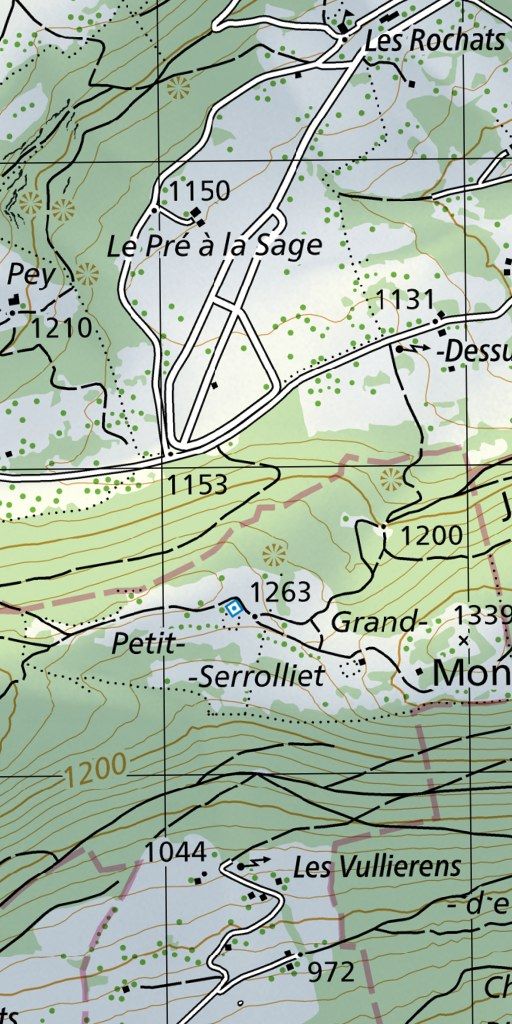 Les Rochats
1150
Le Pré à la Sage
Pey
1131
1210
-Dessu
1153
1200
1263
Grand-
1339
Petit-
-Serrolliet
Mon
1200
1044
Les Vullierens
-d'e
972
Ch
ts